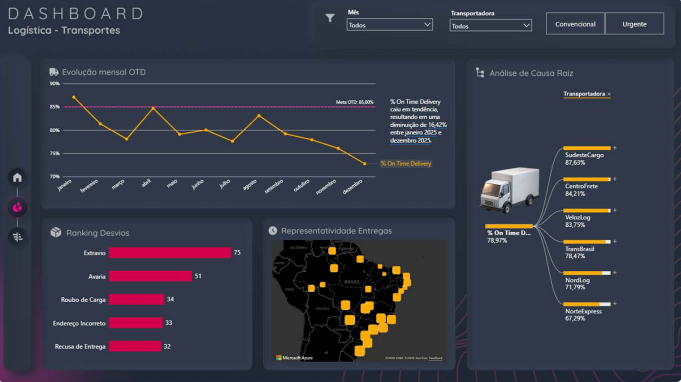 DASHBOARD
Logística - Transportes
Mês
Todos
Transportadora
Todos
Convencional
Urgente
Evolução mensal OTD
90%
85%
80%
75%
70%
Meta OTD: 85,00%
janeiro
fevereiro
março
abril
maio
junho
julho
agosto
setembro
outubro
novembro
dezembro
% On Time Delivery
% On Time Delivery
caiu em tendência,
resultando em uma
diminuição de 16,42%
entre janeiro 2025 e
dezembro 2025.
Análise de Causa Raiz
Transportadora ×
% On Time D...
78,97%
SudesteCargo
87,63%
CentroFrete
84,21%
VelozLog
83,75%
TransBrasil
78,47%
NordLog
71,79%
NorteExpress
67,29%
Ranking Desvios
Extravio
75
Avaria
51
Roubo de Carga
34
Endereço Incorreto
33
Recusa de Entrega
32
Representatividade Entregas
BRASIL
PERU
Microsoft Azure